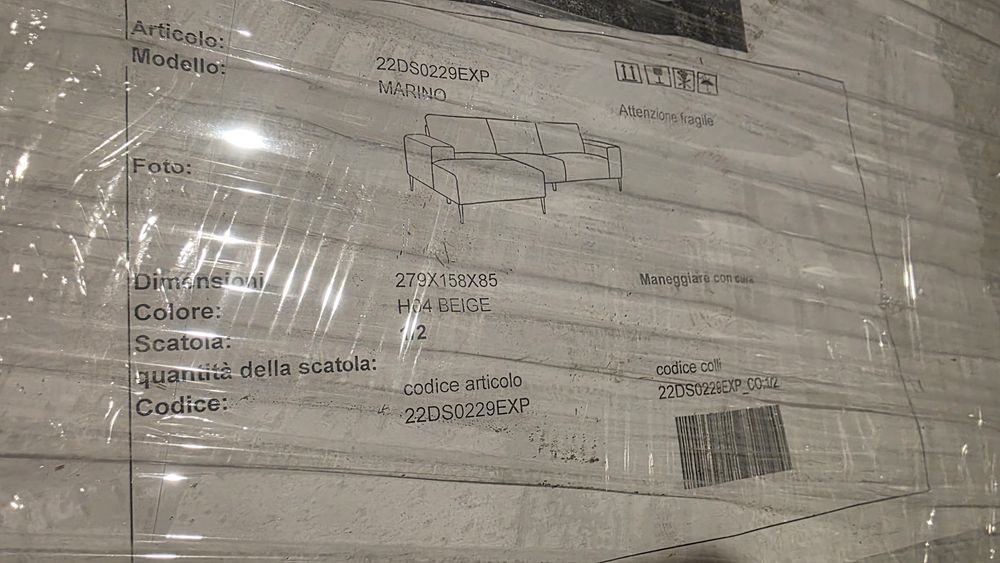 Articolo: 22DS0229EXP
Modello: MARINO
Attenzione fragile
Foto:
Dimensioni 279X158X85
Maneggiare con cura
Colore: H04 BEIGE
Scatola: 1/2
quantità della scatola:
codice articolo
codice colli
Codice: 22DS0229EXP
22DS0229EXP_CO:1/2